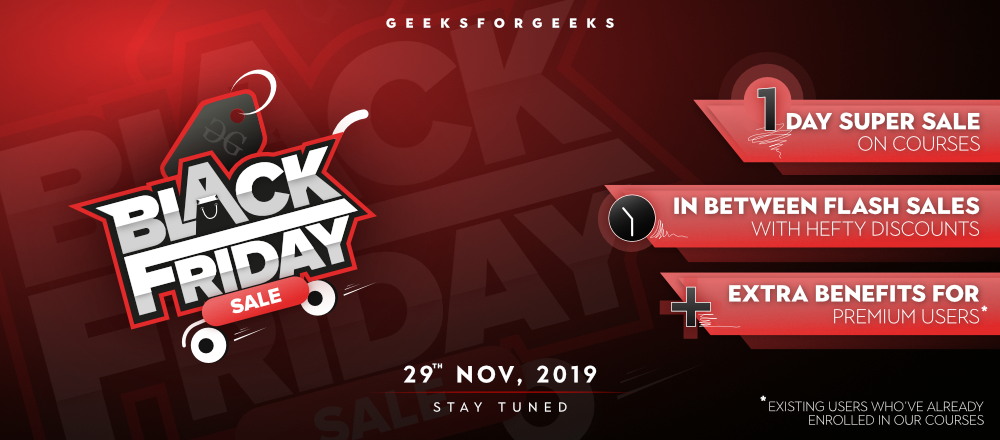 GEEKSFORGEEKS
BLACK
FRIDAY
SALE
1 DAY SUPER SALE
ON COURSES
IN BETWEEN FLASH SALES
WITH HEFTY DISCOUNTS
+ EXTRA BENEFITS FOR
PREMIUM USERS*
29TH NOV, 2019
STAY TUNED
*EXISTING USERS WHO'VE ALREADY
ENROLLED IN OUR COURSES